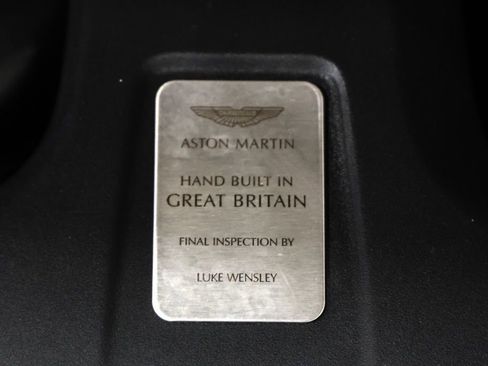 ASTON MARTIN
HAND BUILT IN
GREAT BRITAIN
FINAL INSPECTION BY
LUKE WENSLEY